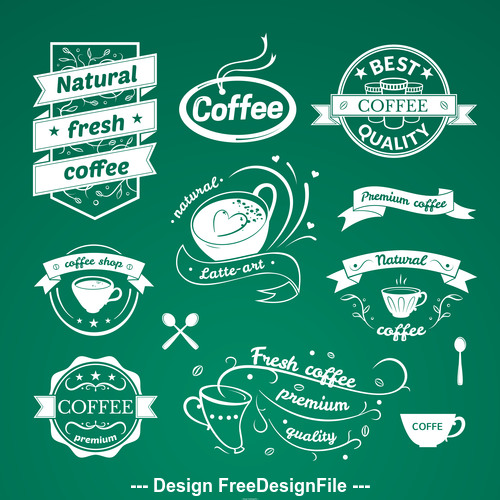 Natural
fresh
coffee
Coffee
BEST
COFFEE
QUALITY
natural
Latte-art
Premium coffee
coffee shop
Natural
coffee
COFFEE
premium
Fresh coffee
premium
quality
COFFE
--- Design FreeDesignFile ---